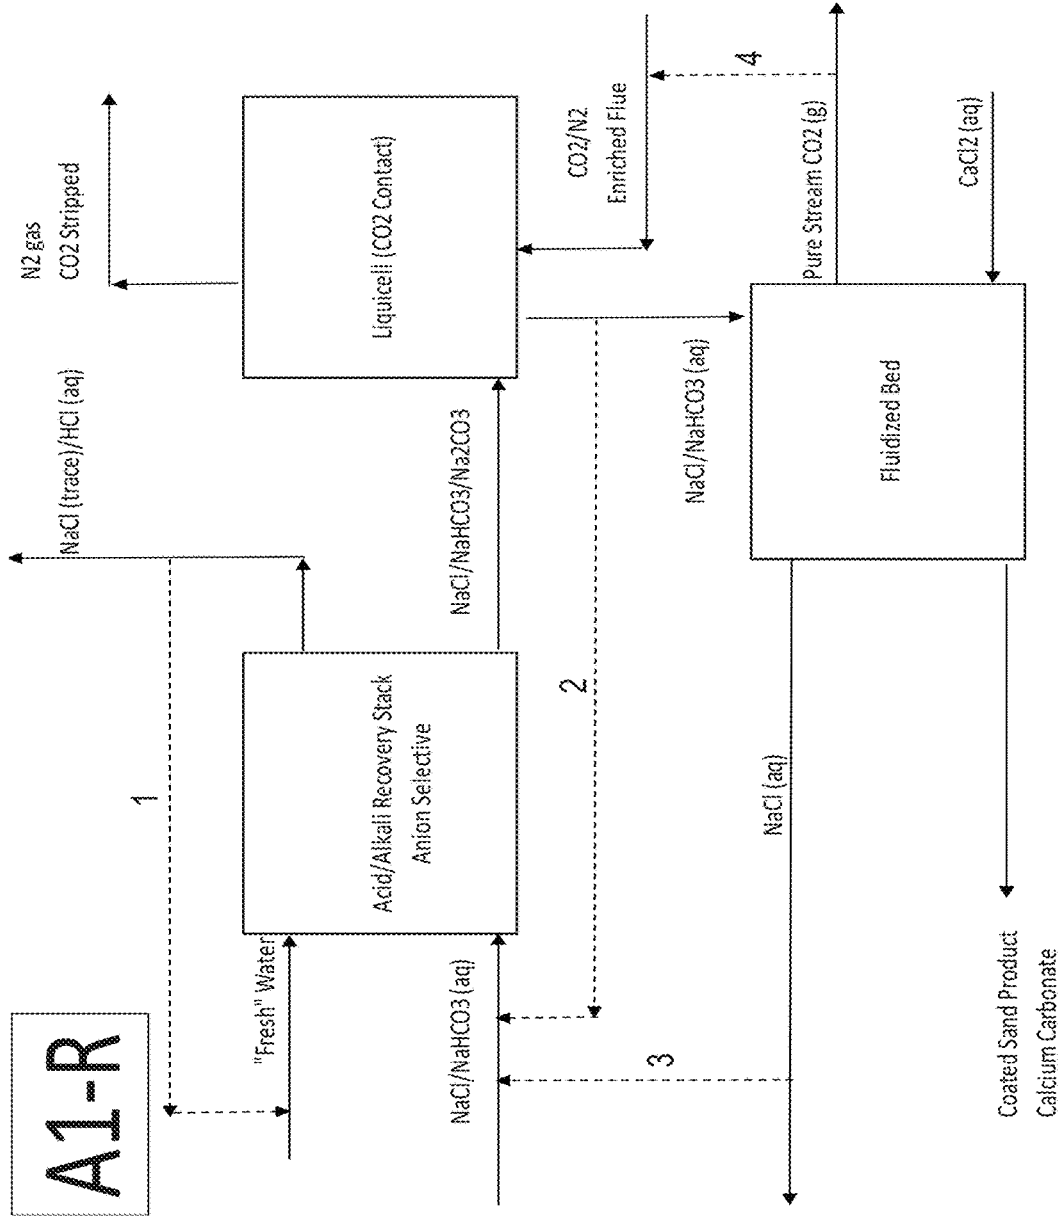 A1-R
1
"Fresh" Water
NaCl/NaHCO3 (aq)
Acid/Alkali Recovery Stack
Anion Selective
NaCl (trace)/HCl (aq)
NaCl/NaHCO3/Na2CO3
N2 gas
CO2 Stripped
Liquicell (CO2 Contact)
2
3
CO2/N2
Enriched Flue
4
NaCl/NaHCO3 (aq)
Pure Stream CO2 (g)
CaCl2 (aq)
Fluidized Bed
NaCl (aq)
Coated Sand Product
Calcium Carbonate